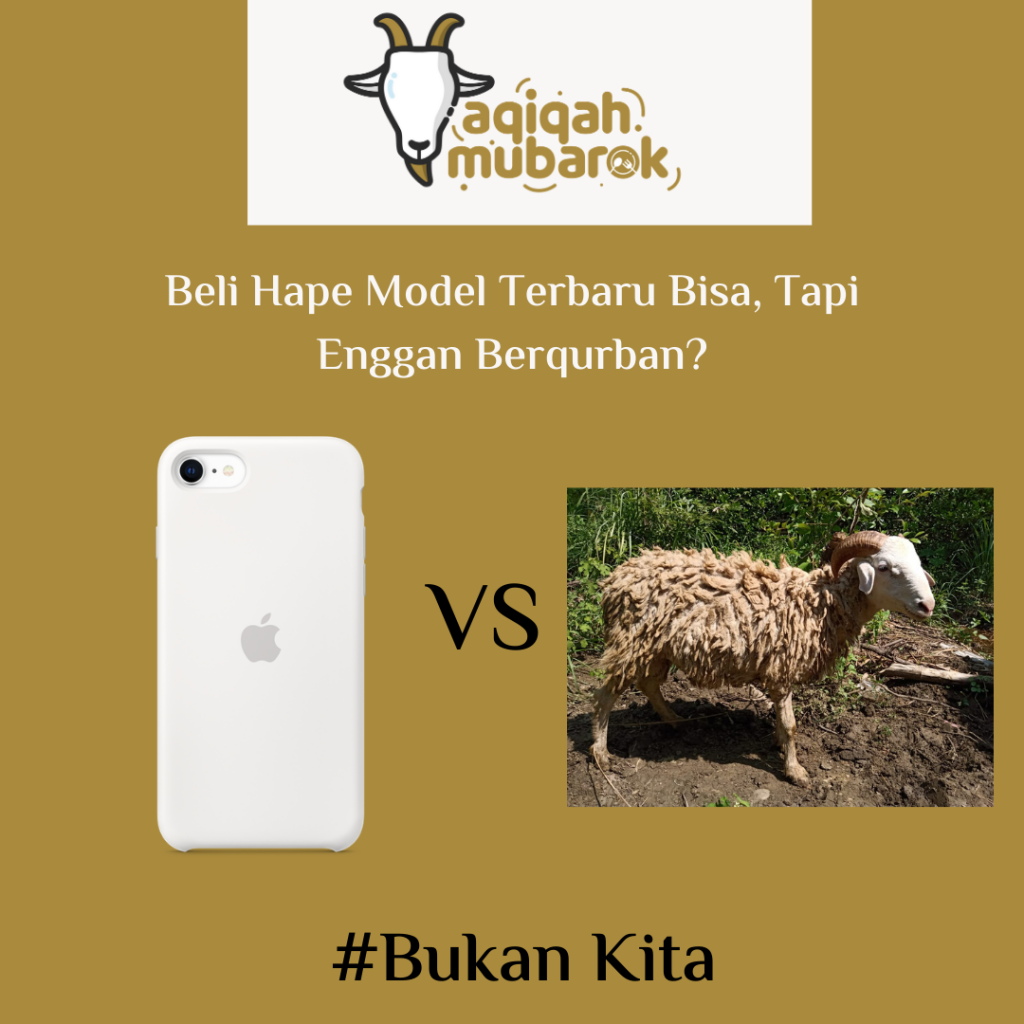 aqiqah
mubarok
Beli Hape Model Terbaru Bisa, Tapi
Enggan Berqurban?
VS
#Bukan Kita